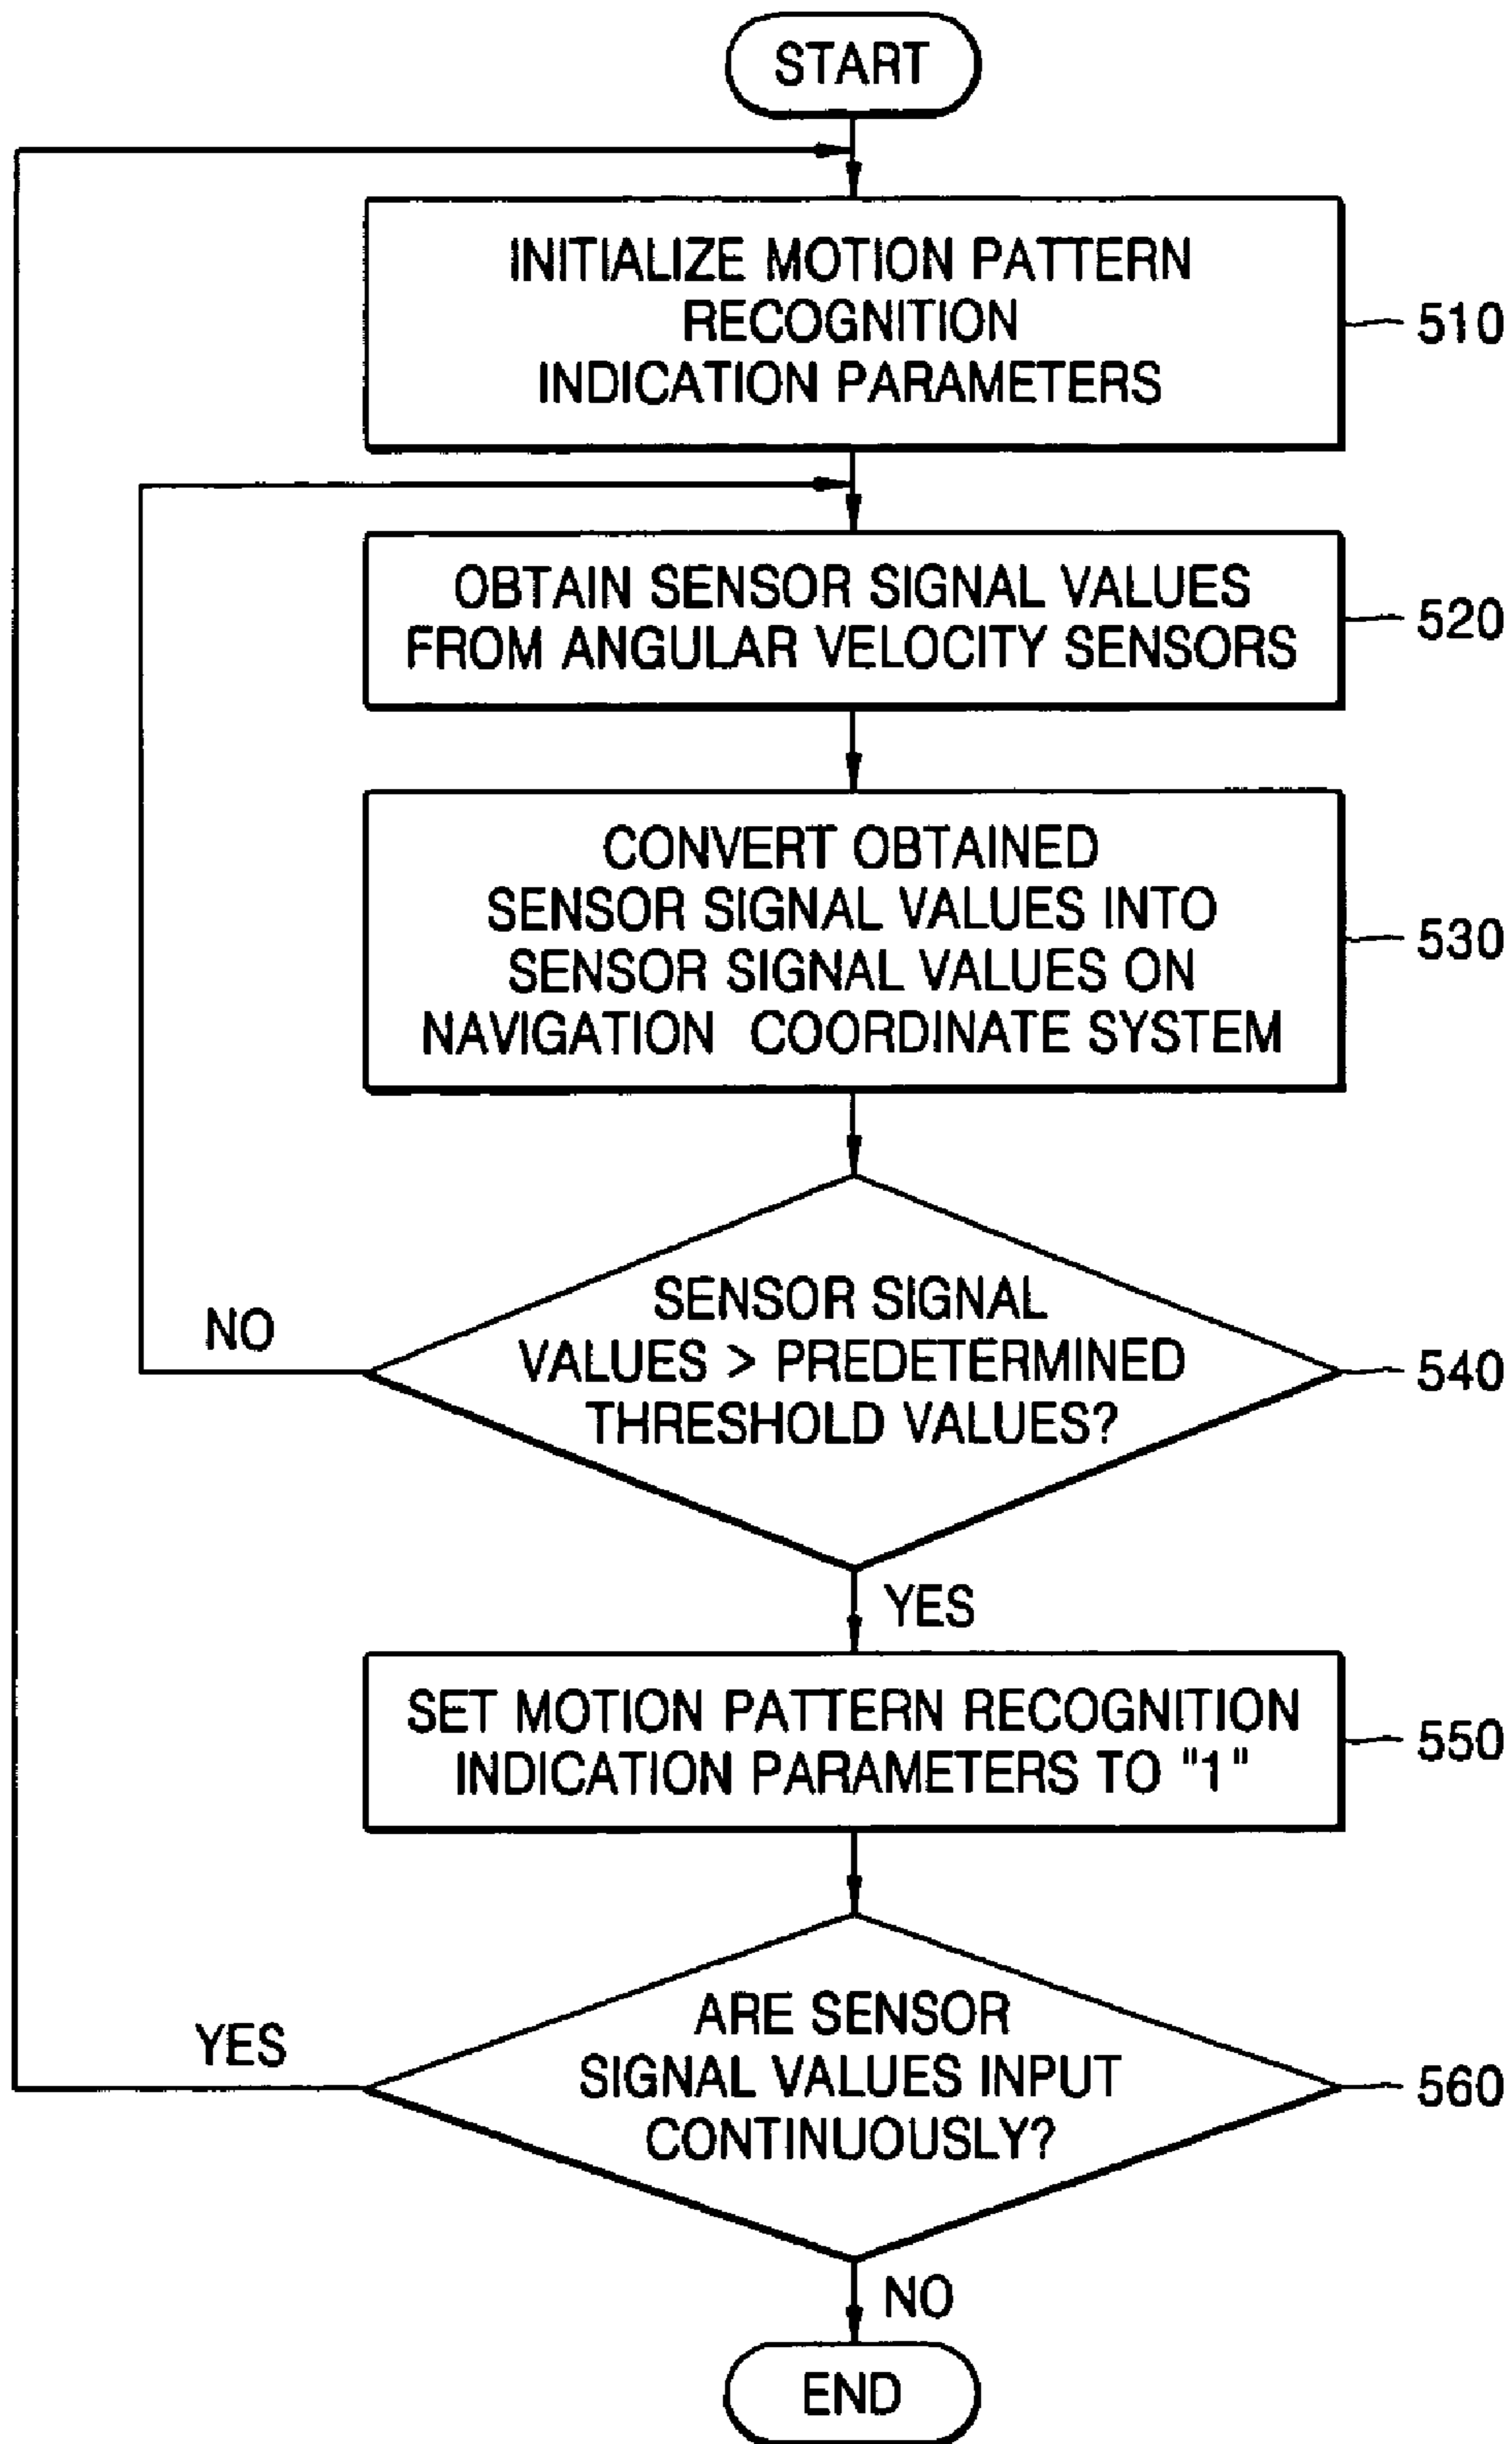 START
INITIALIZE MOTION PATTERN
RECOGNITION
INDICATION PARAMETERS
510
OBTAIN SENSOR SIGNAL VALUES
FROM ANGULAR VELOCITY SENSORS
520
CONVERT OBTAINED
SENSOR SIGNAL VALUES INTO
SENSOR SIGNAL VALUES ON
NAVIGATION COORDINATE SYSTEM
530
SENSOR SIGNAL
VALUES > PREDETERMINED
THRESHOLD VALUES?
540
NO
YES
SET MOTION PATTERN RECOGNITION
INDICATION PARAMETERS TO "1"
550
ARE SENSOR
SIGNAL VALUES INPUT
CONTINUOUSLY?
560
YES
NO
END